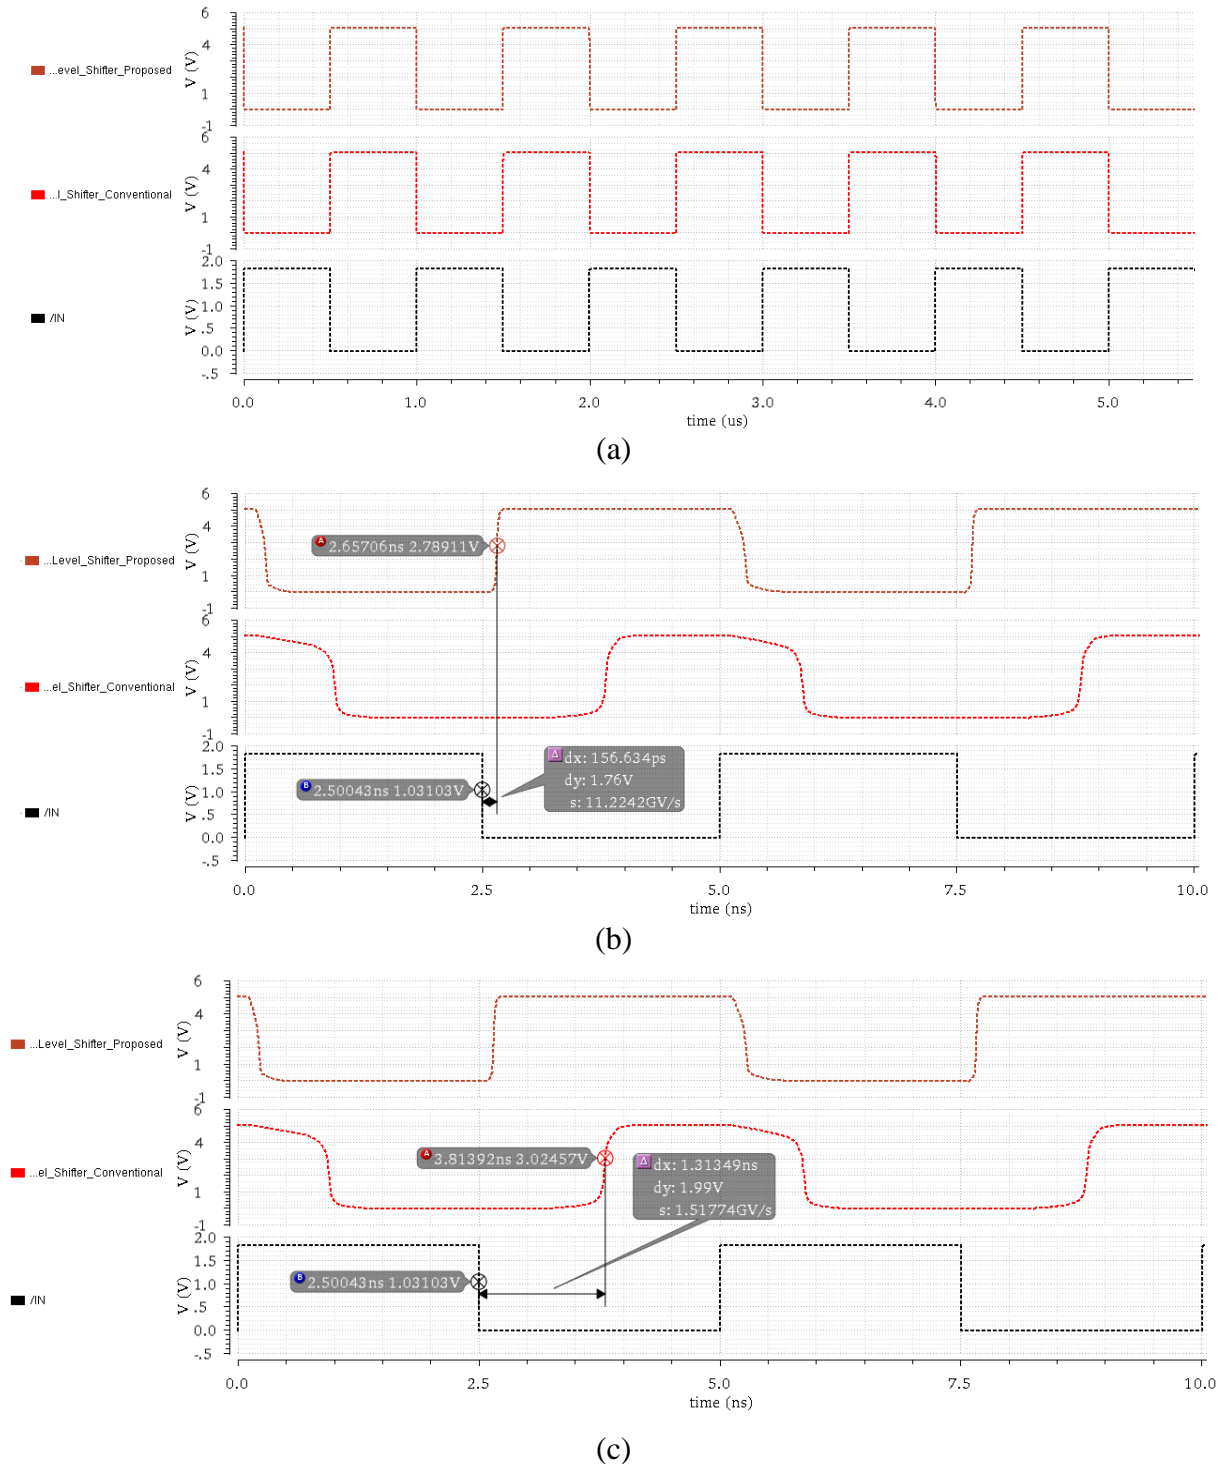 6
4
1
-1
V (V)
...evel_Shifter_Proposed
6
4
1
-1
V (V)
...l_Shifter_Conventional
2.0
1.5
1.0
.5
0.0
-.5
V (V)
/IN
0.0 1.0 2.0 3.0 4.0 5.0
time (us)
(a)
6
4
1
-1
V (V)
...Level_Shifter_Proposed
A 2.65706ns 2.78911V
6
4
1
-1
V (V)
...el_Shifter_Conventional
2.0
1.5
1.0
.5
0.0
-.5
V (V)
/IN
B 2.50043ns 1.03103V
Δ dx: 156.634ps
dy: 1.76V
s: 11.2242GV/s
0.0 2.5 5.0 7.5 10.0
time (ns)
(b)
6
4
1
-1
V (V)
...Level_Shifter_Proposed
6
4
1
-1
V (V)
...el_Shifter_Conventional
A 3.81392ns 3.02457V
Δ dx: 1.31349ns
dy: 1.99V
s: 1.51774GV/s
2.0
1.5
1.0
.5
0.0
-.5
V (V)
/IN
B 2.50043ns 1.03103V
0.0 2.5 5.0 7.5 10.0
time (ns)
(c)